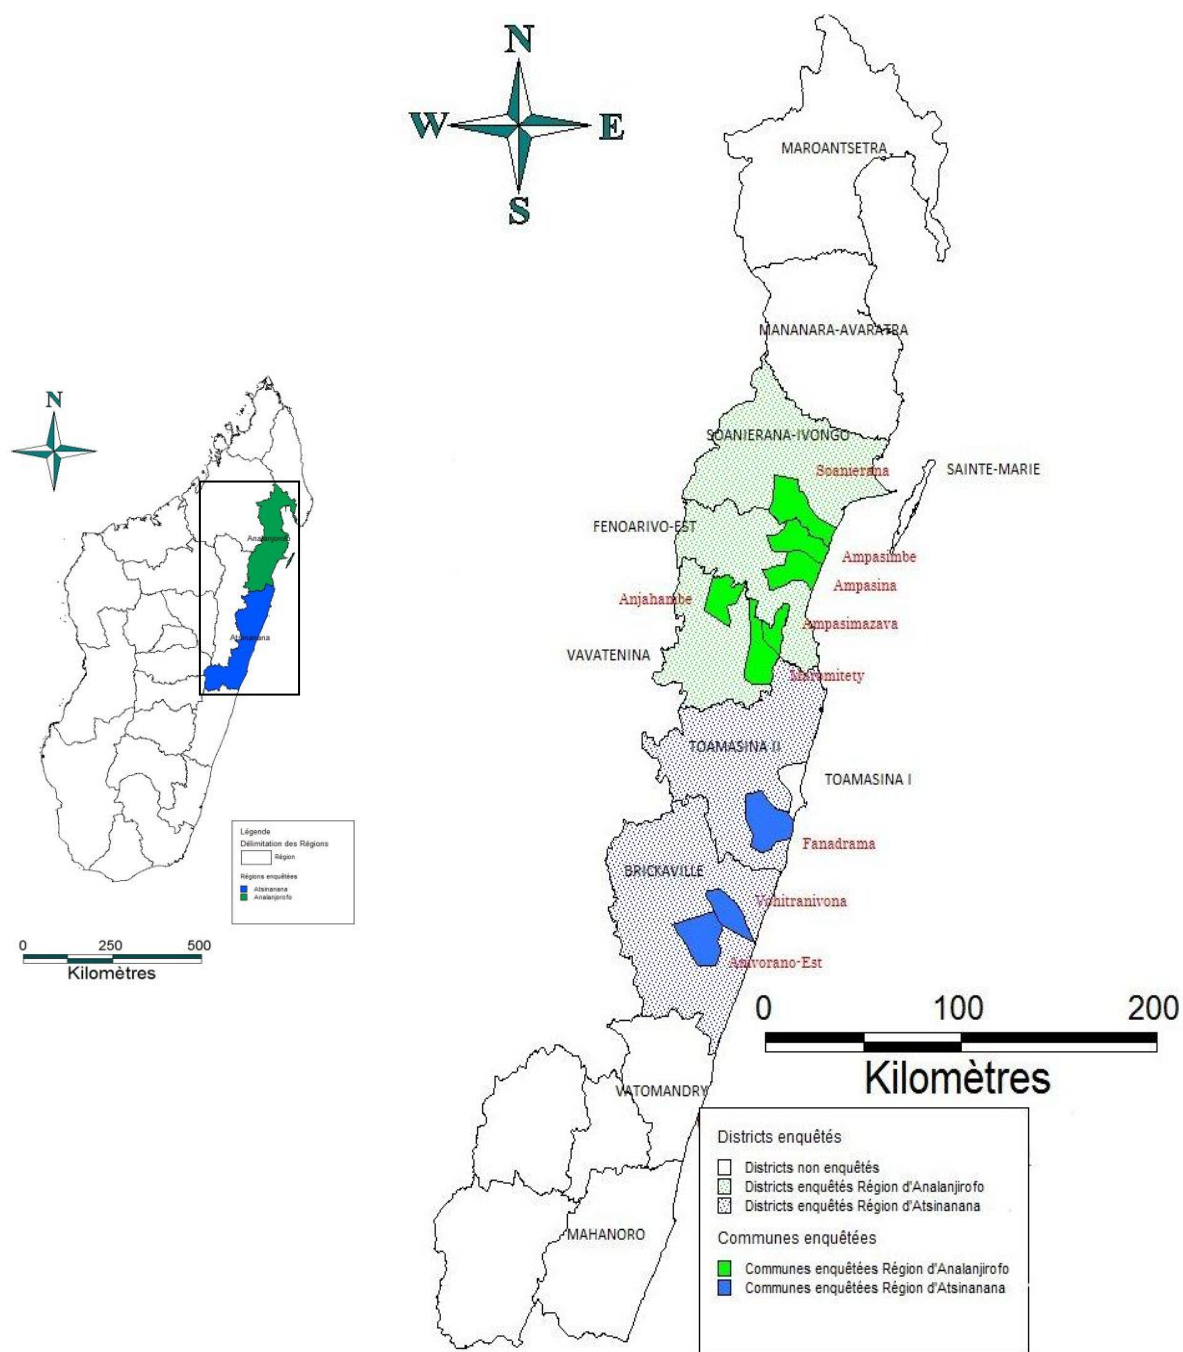 N
W
E
S
MAROANTSETRA
MANANARA-AVARATRA
SOANIERANA-IVONGO
Soanierana
SAINTE-MARIE
FENOARIVO-EST
Ampasimbe
Ampasina
Anjahambe
Ampasimazava
VAVATENINA
Maromitety
TOAMASINA II
TOAMASINA I
Fanadrama
BRICKAVILLE
Vohitranivona
Anivorano-Est
VATOMANDRY
MAHANORO
0 100 200
Kilomètres
Districts enquêtés
Districts non enquêtés
Districts enquêtés Région d'Analanjirofo
Districts enquêtés Région d'Atsinanana
Communes enquêtées
Communes enquêtées Région d'Analanjirofo
Communes enquêtées Région d'Atsinanana
N
Analanjorofo
Atsinanana
Légende
Délimitation des Régions
Région
Régions enquêtées
Atsinanana
Analanjorofo
0 250 500
Kilomètres